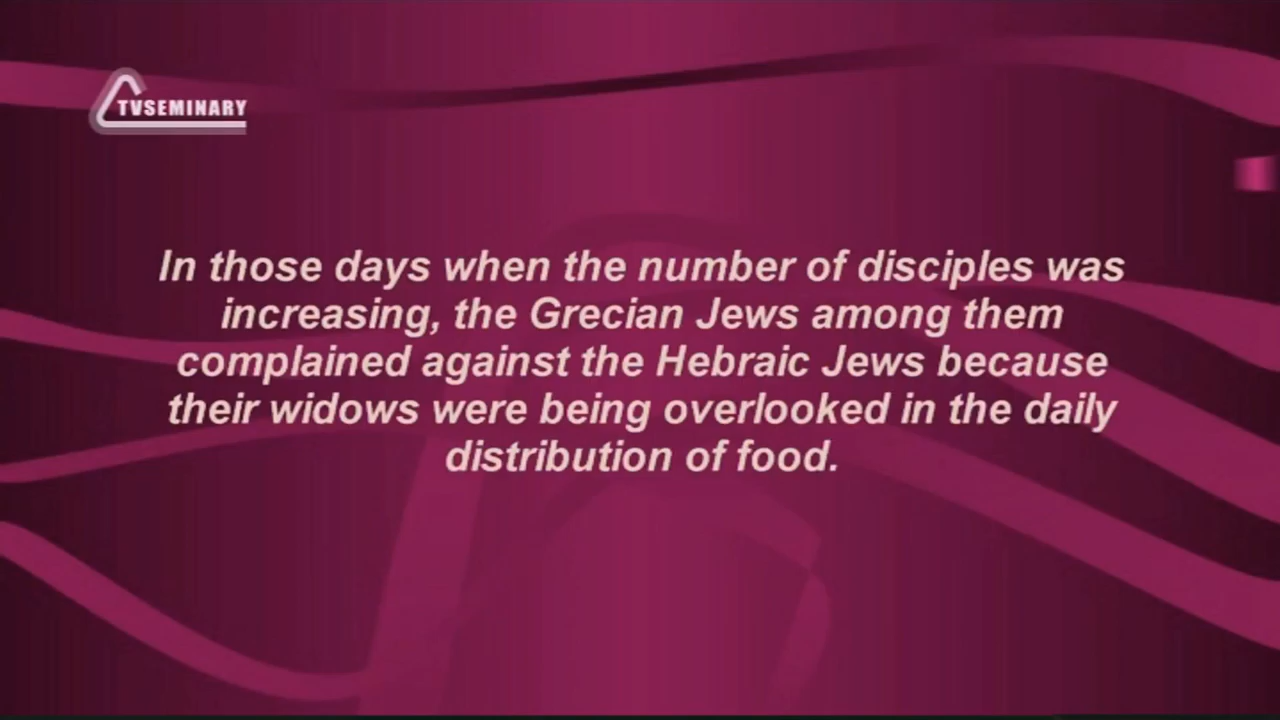 TVSEMINARY
In those days when the number of disciples was
increasing, the Grecian Jews among them
complained against the Hebraic Jews because
their widows were being overlooked in the daily
distribution of food.